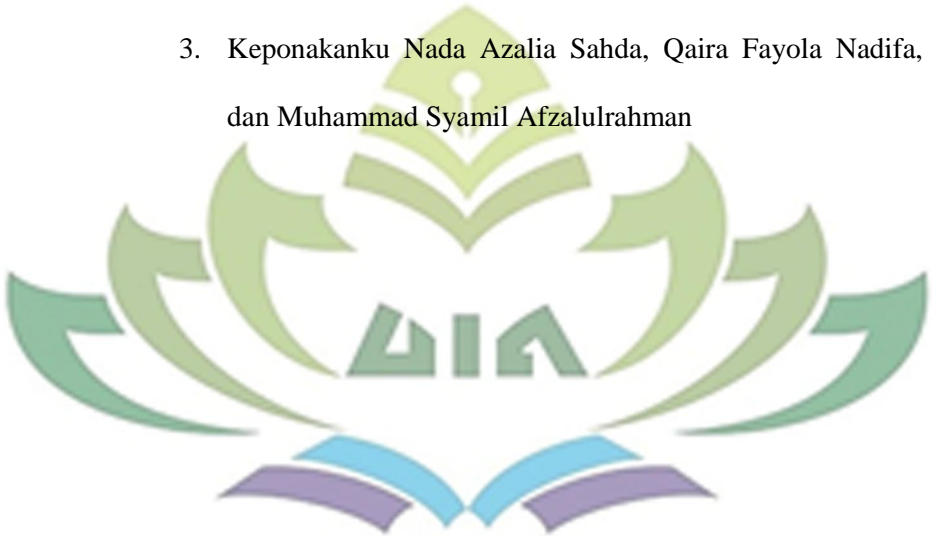 3. Keponakanku Nada Azalia Sahda, Qaira Fayola Nadifa,
dan Muhammad Syamil Afzalulrahman
UIN